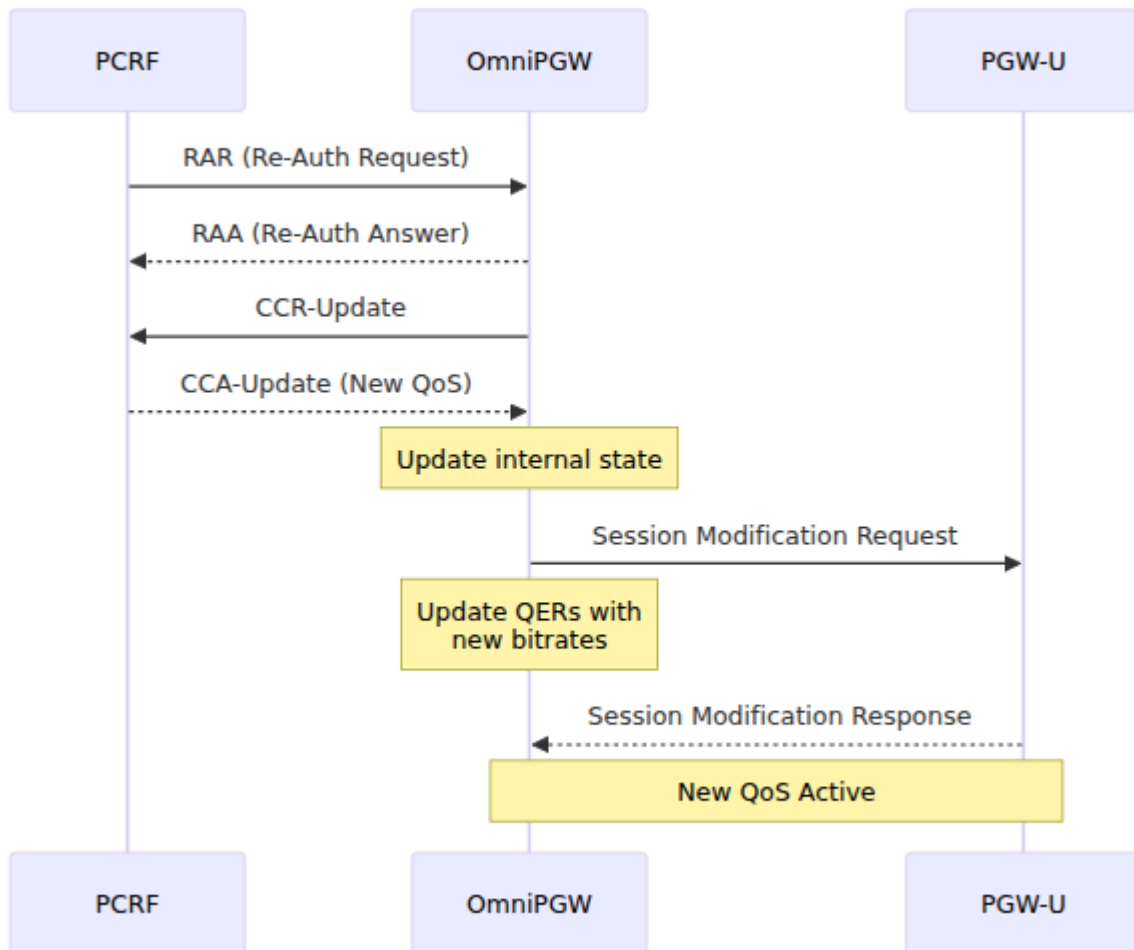 PCRF
OmniPGW
PGW-U
RAR (Re-Auth Request)
RAA (Re-Auth Answer)
CCR-Update
CCA-Update (New QoS)
Update internal state
Session Modification Request
Update QERs with
new bitrates
Session Modification Response
New QoS Active
PCRF
OmniPGW
PGW-U